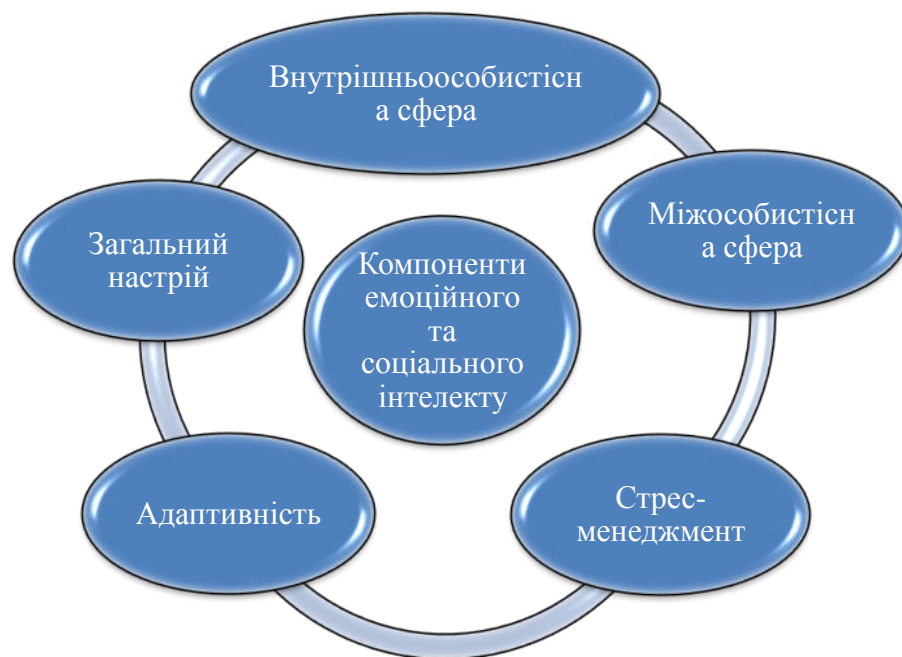 Внутрішньоособистісн
а сфера
Міжособистісн
а сфера
Загальний
настрій
Компоненти
емоційного
та
соціального
інтелекту
Адаптивність
Стрес-
менеджмент